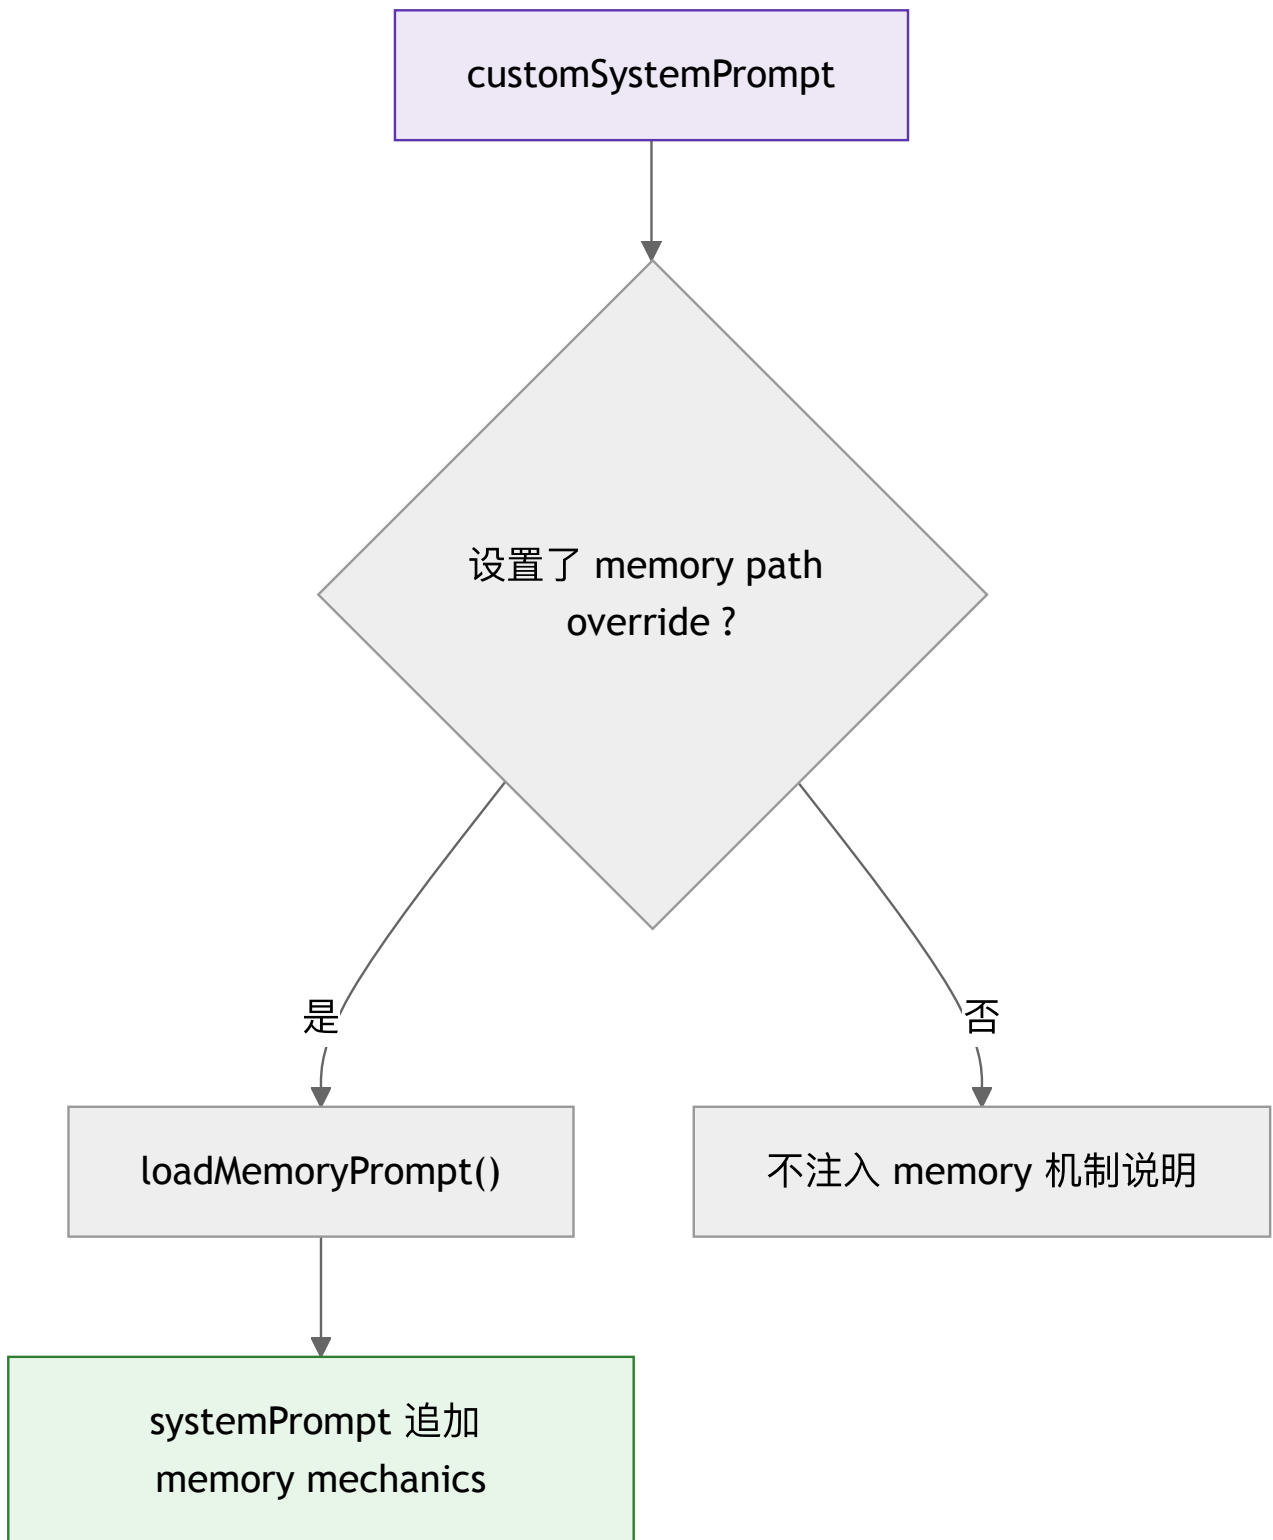 customSystemPrompt
设置了 memory path
override ?
是
否
loadMemoryPrompt()
不注入 memory 机制说明
systemPrompt 追加
memory mechanics